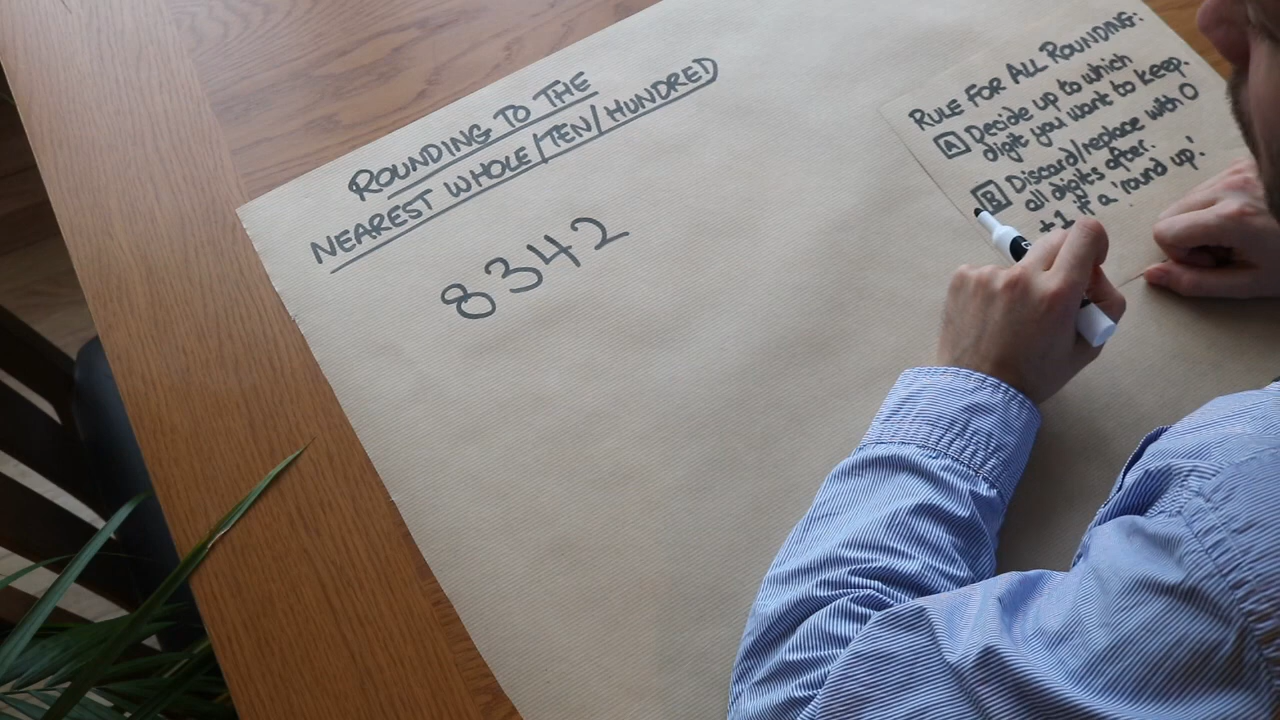 ROUNDING TO THE
NEAREST WHOLE/TEN/HUNDRED
8342
RULE FOR ALL ROUNDING:
A Decide up to which
digit you want to keep.
B Discard/replace with 0
all digits after.
+1 if a 'round up'.